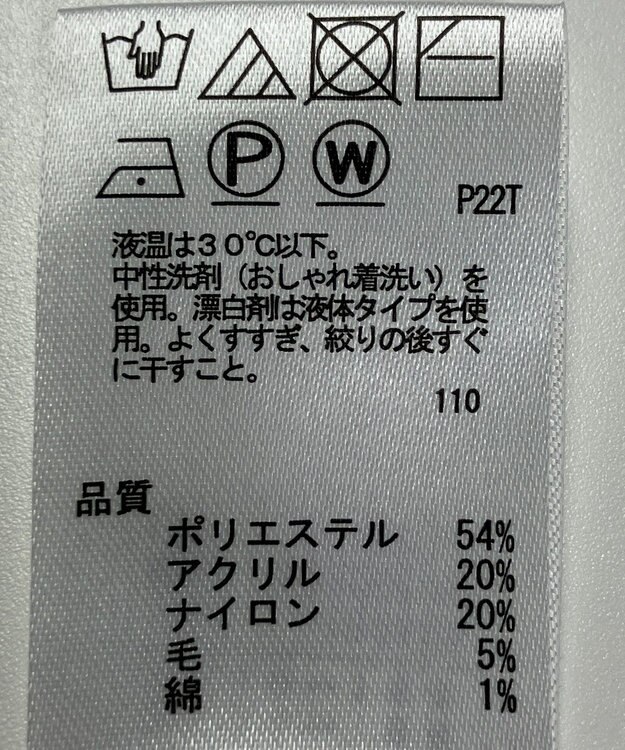 P
W
P22T
液温は30℃以下。
中性洗剤（おしゃれ着洗い）を
使用。漂白剤は液体タイプを使
用。よくすすぎ、絞りの後すぐ
に干すこと。
110
品質
ポリエステル 54%
アクリル 20%
ナイロン 20%
毛 5%
綿 1%